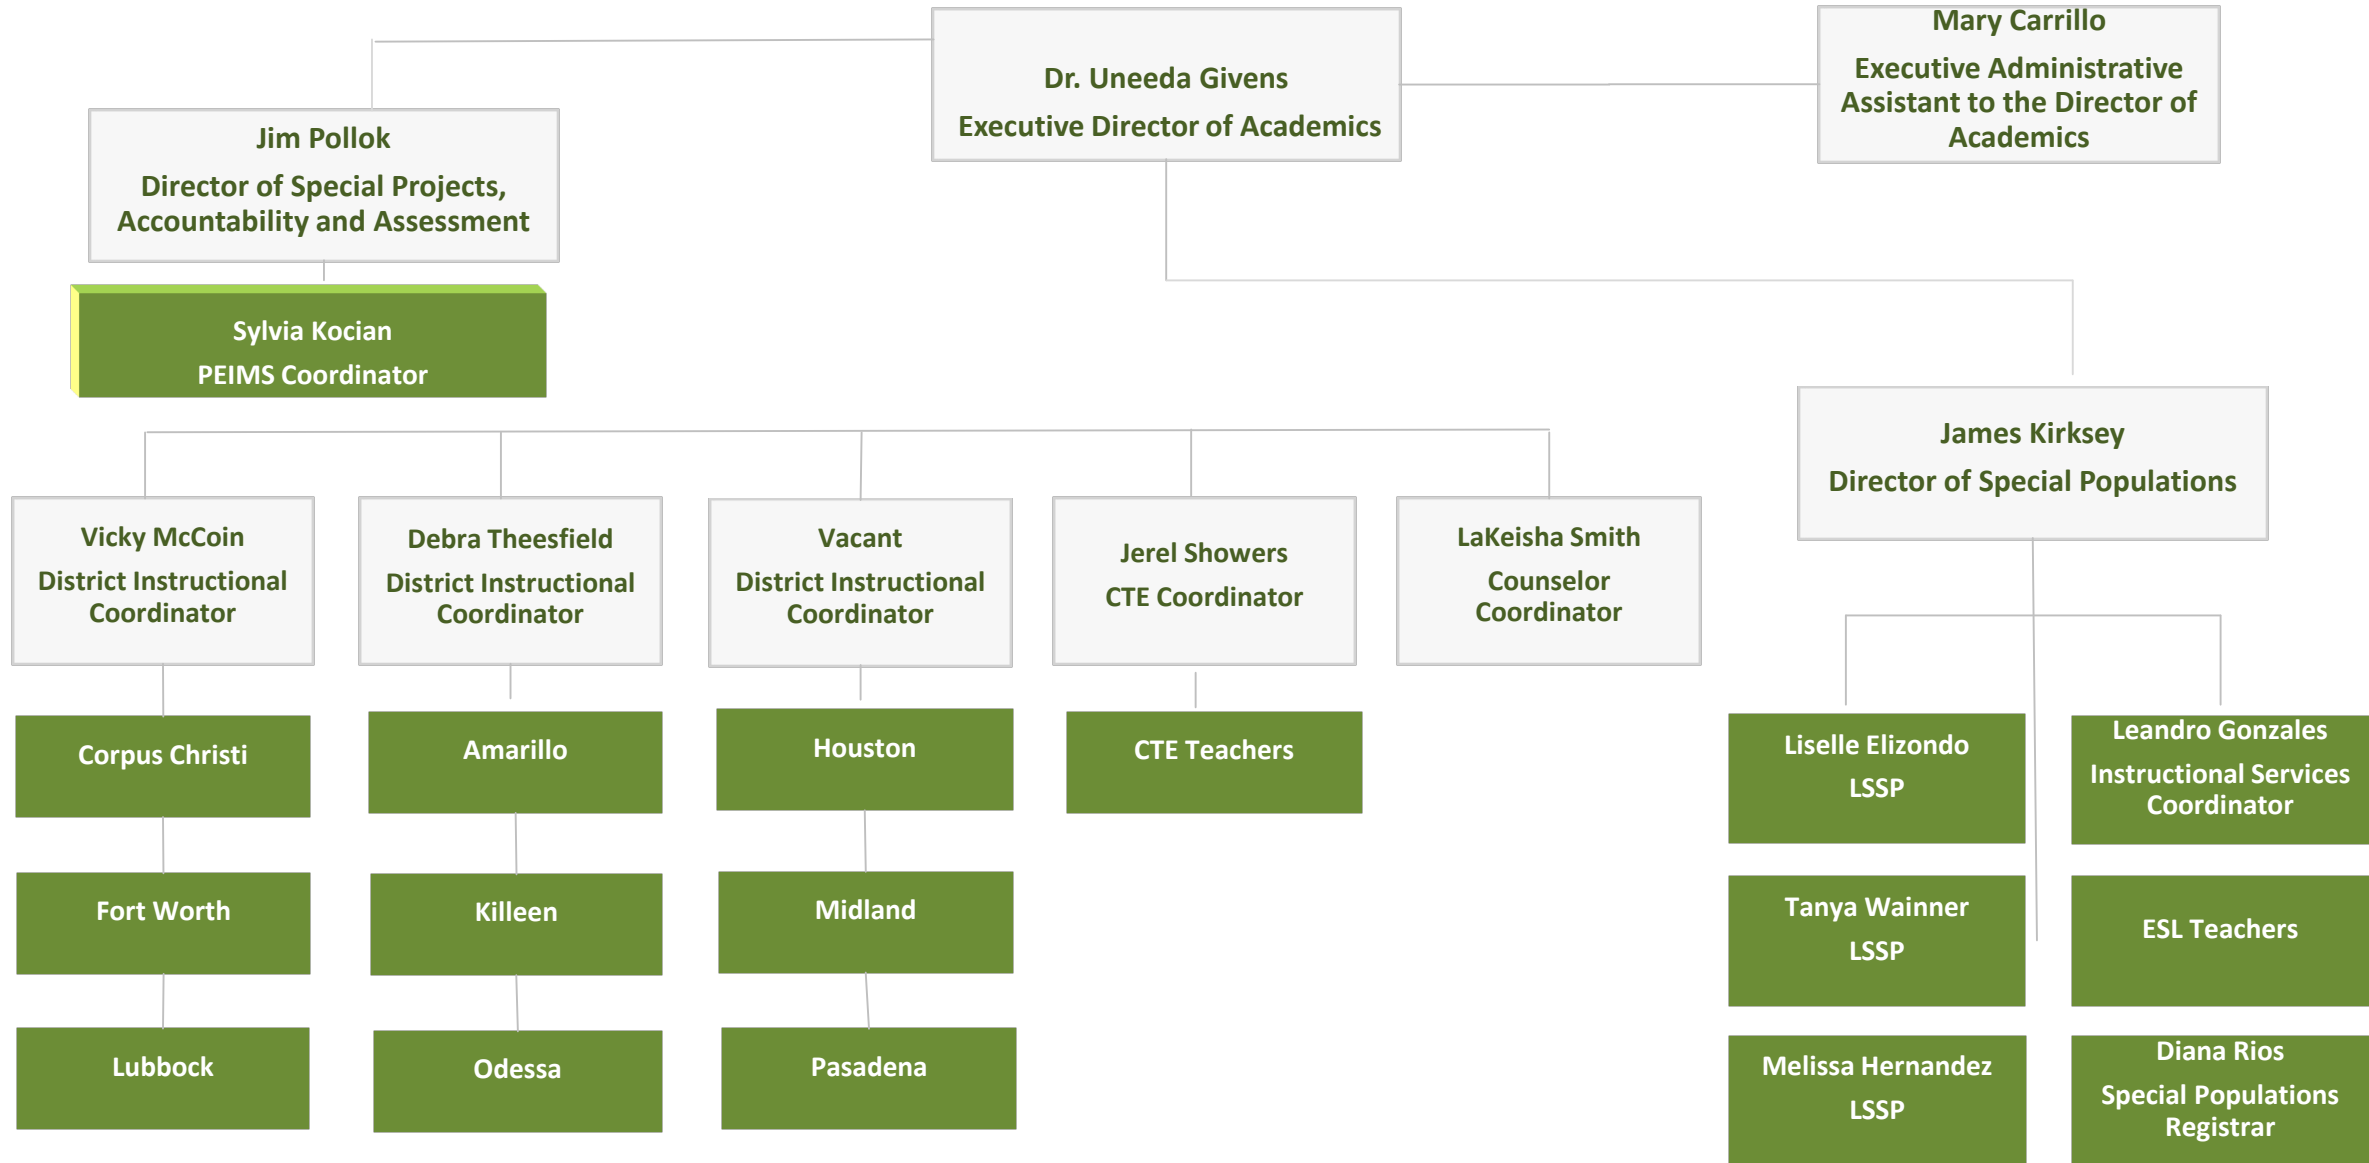 Dr. Uneeda Givens
Executive Director of Academics
Mary Carrillo
Executive Administrative
Assistant to the Director of
Academics
Jim Pollok
Director of Special Projects,
Accountability and Assessment
Sylvia Kocian
PEIMS Coordinator
James Kirksey
Director of Special Populations
Vicky McCoin
District Instructional
Coordinator
Debra Theesfield
District Instructional
Coordinator
Vacant
District Instructional
Coordinator
Jerel Showers
CTE Coordinator
LaKeisha Smith
Counselor
Coordinator
Corpus Christi
Fort Worth
Lubbock
Amarillo
Killeen
Odessa
Houston
Midland
Pasadena
CTE Teachers
Liselle Elizondo
LSSP
Tanya Wainner
LSSP
Melissa Hernandez
LSSP
Leandro Gonzales
Instructional Services
Coordinator
ESL Teachers
Diana Rios
Special Populations
Registrar